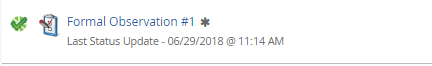 Formal Observation #1 *
Last Status Update - 06/29/2018 @ 11:14 AM